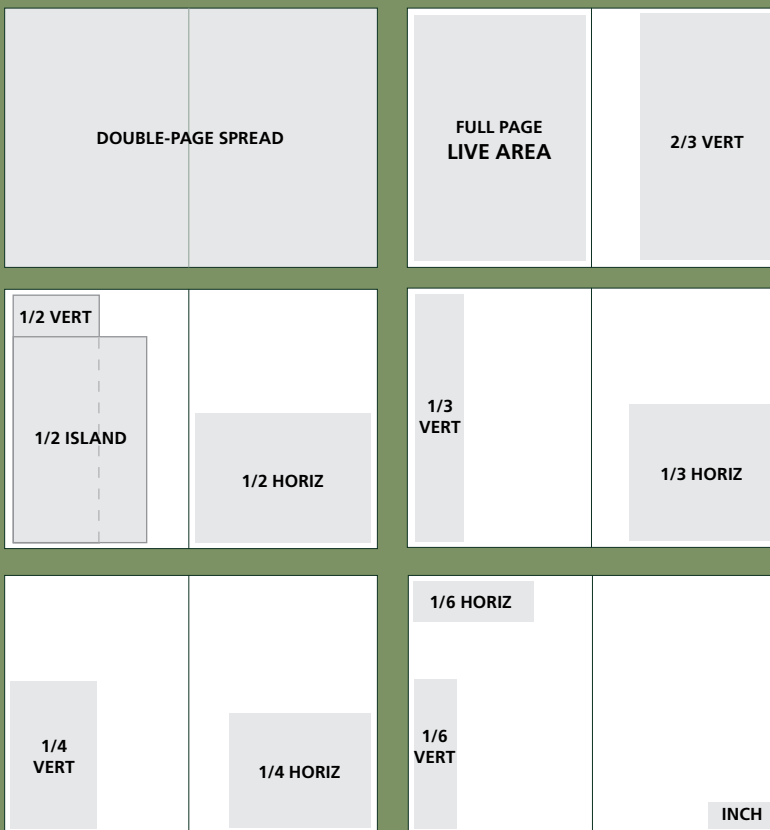 DOUBLE-PAGE SPREAD
FULL PAGE
LIVE AREA
2/3 VERT
1/2 VERT
1/2 ISLAND
1/2 HORIZ
1/3
VERT
1/3 HORIZ
1/4
VERT
1/4 HORIZ
1/6 HORIZ
1/6
VERT
INCH